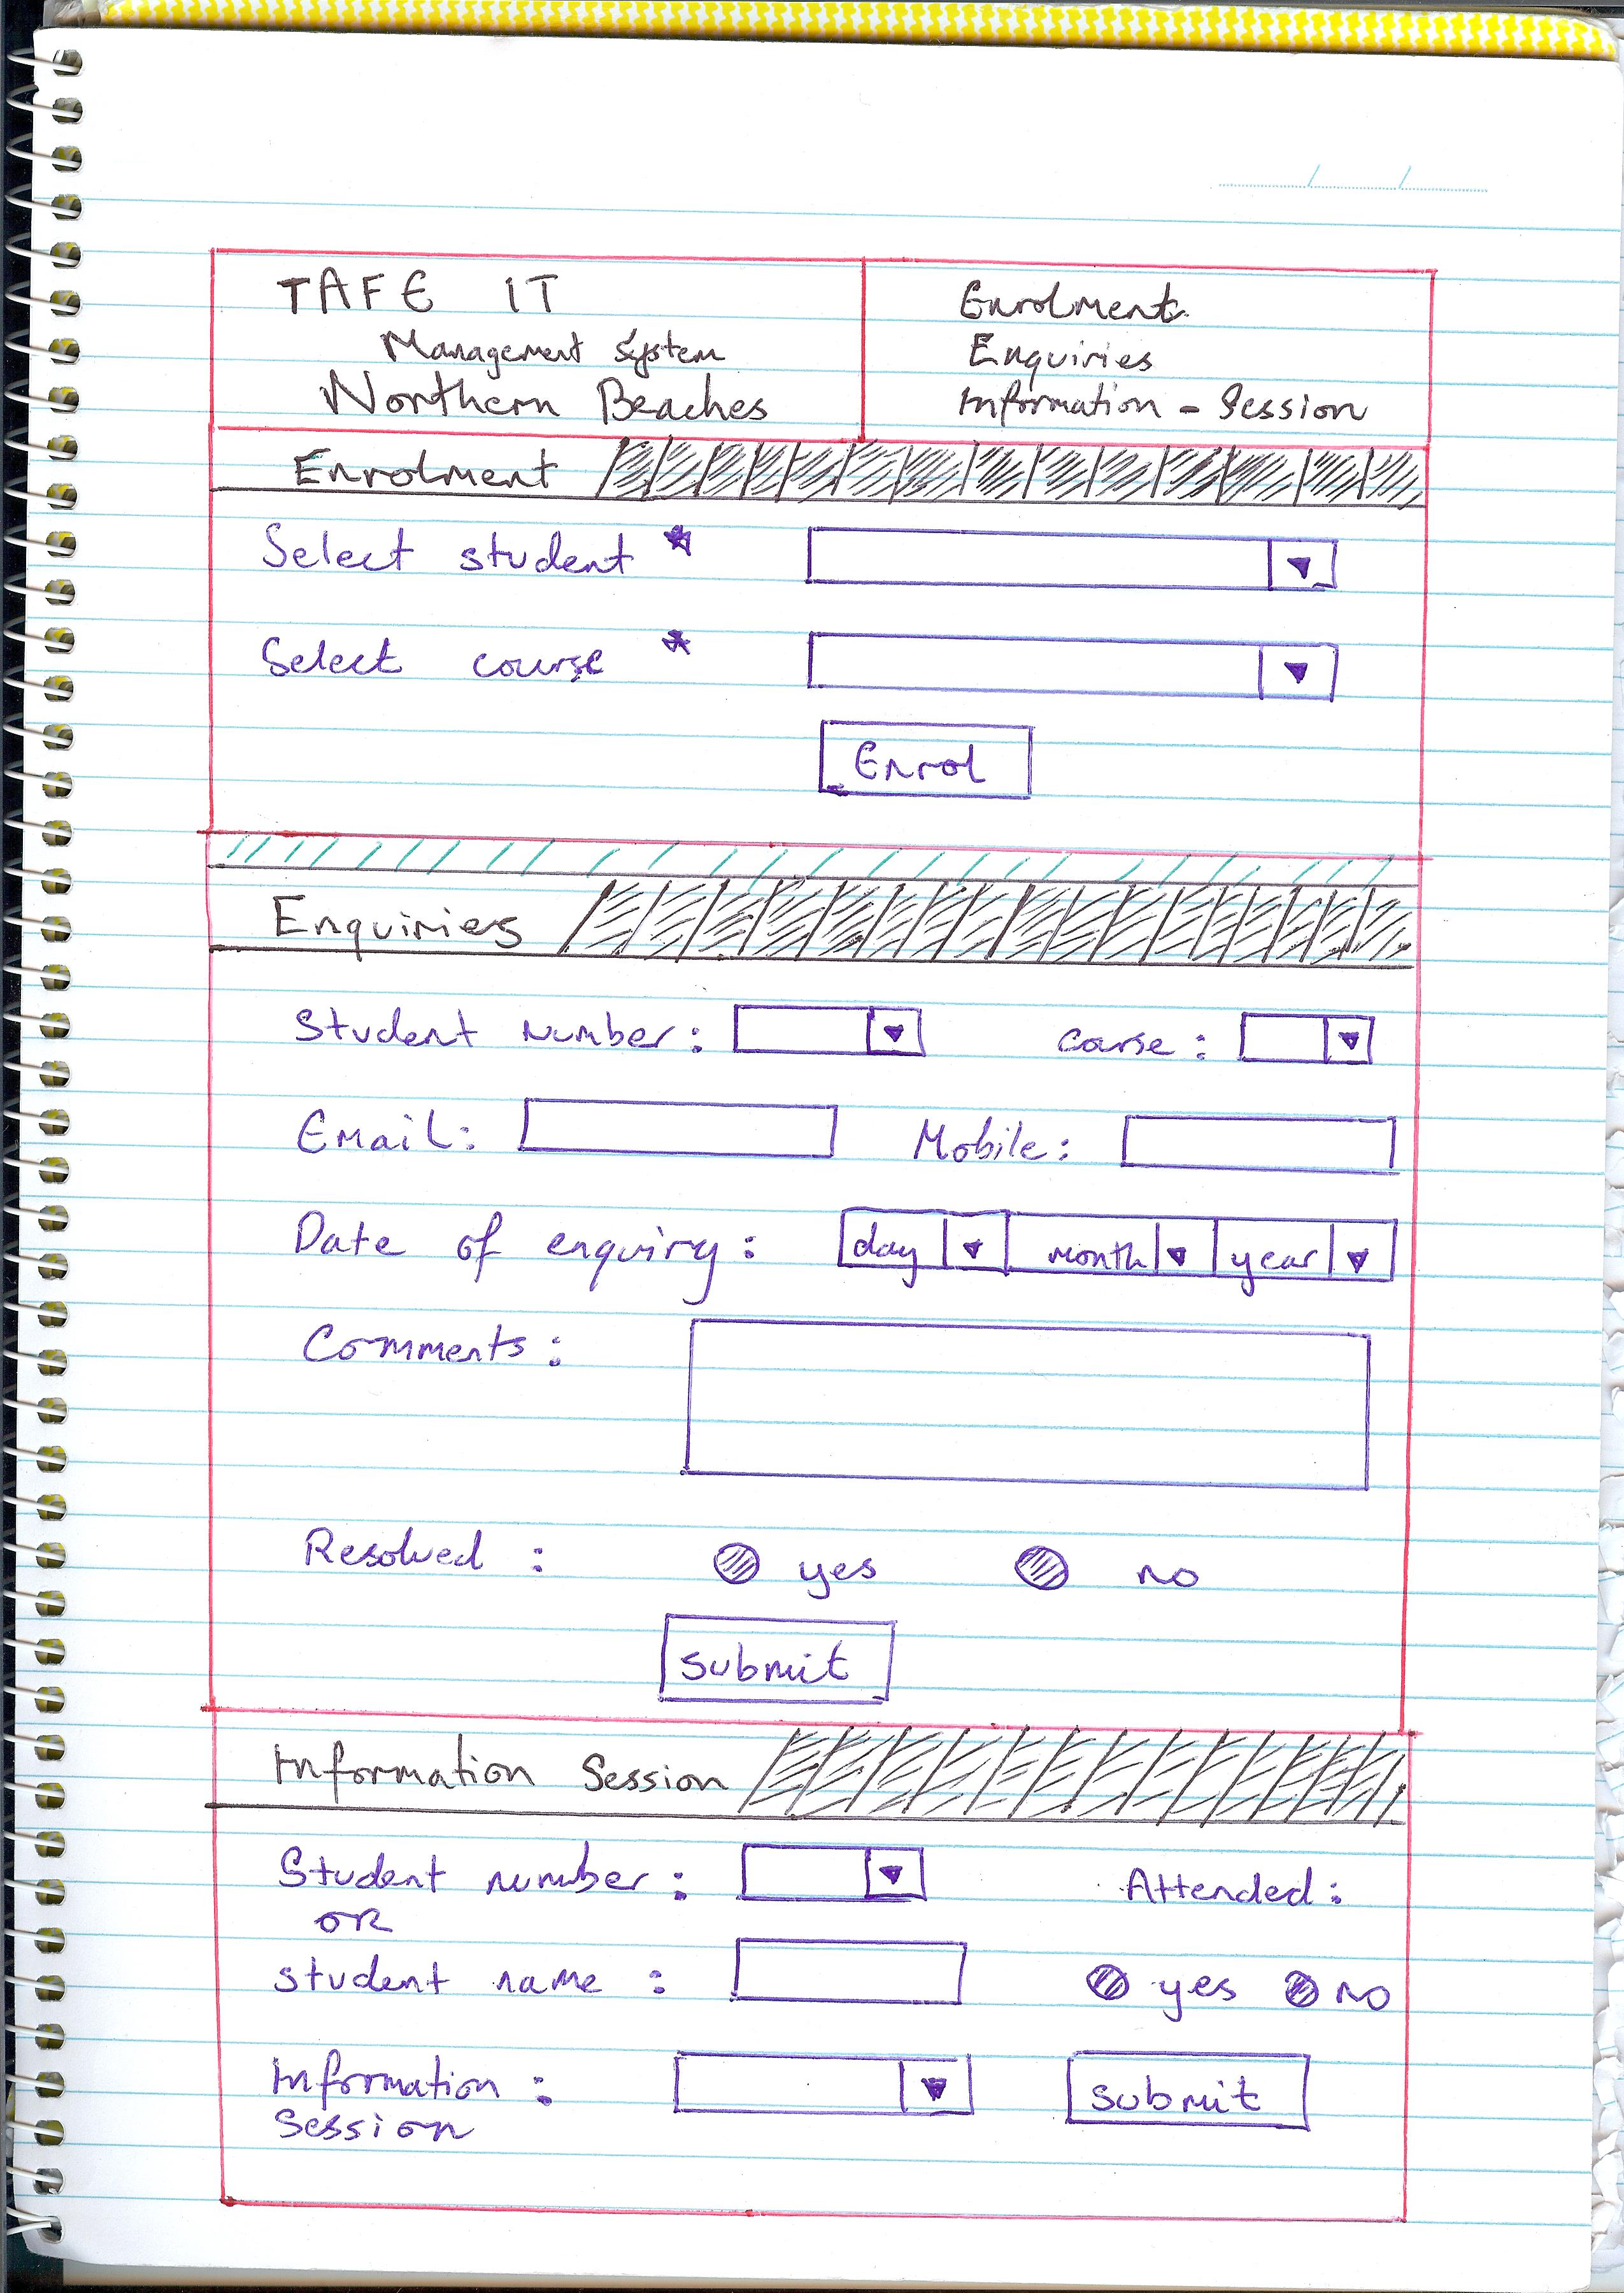 TAFE IT
Management System
Northern Beaches
Enrolment
Enquiries
Information - Session
Enrolment
Select student *
Select course *
Enrol
Enquiries
Student Number : course :
Email: Mobile:
Date of enquiry : day month year
Comments :
Resolved : yes no
submit
Information Session
Student number : Attended:
OR
student name : yes no
Information : submit
Session